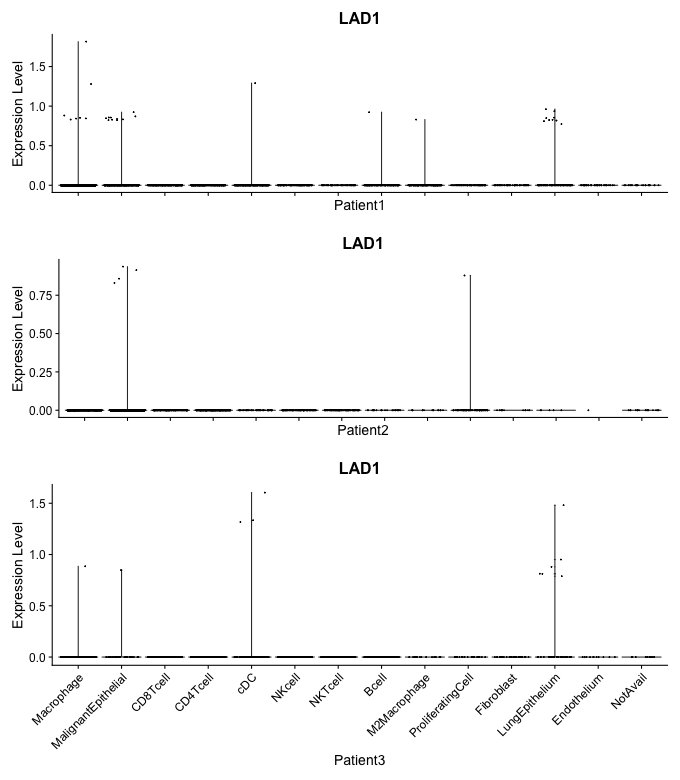 LAD1
Expression Level
1.5
1.0
0.5
0.0
Patient1
LAD1
Expression Level
0.75
0.50
0.25
0.00
Patient2
LAD1
Expression Level
1.5
1.0
0.5
0.0
Macrophage
MalignantEpithelial
CD8Tcell
CD4Tcell
cDC
NKcell
NKTcell
Bcell
M2Macrophage
ProliferatingCell
Fibroblast
LungEpithelium
Endothelium
NotAvail
Patient3